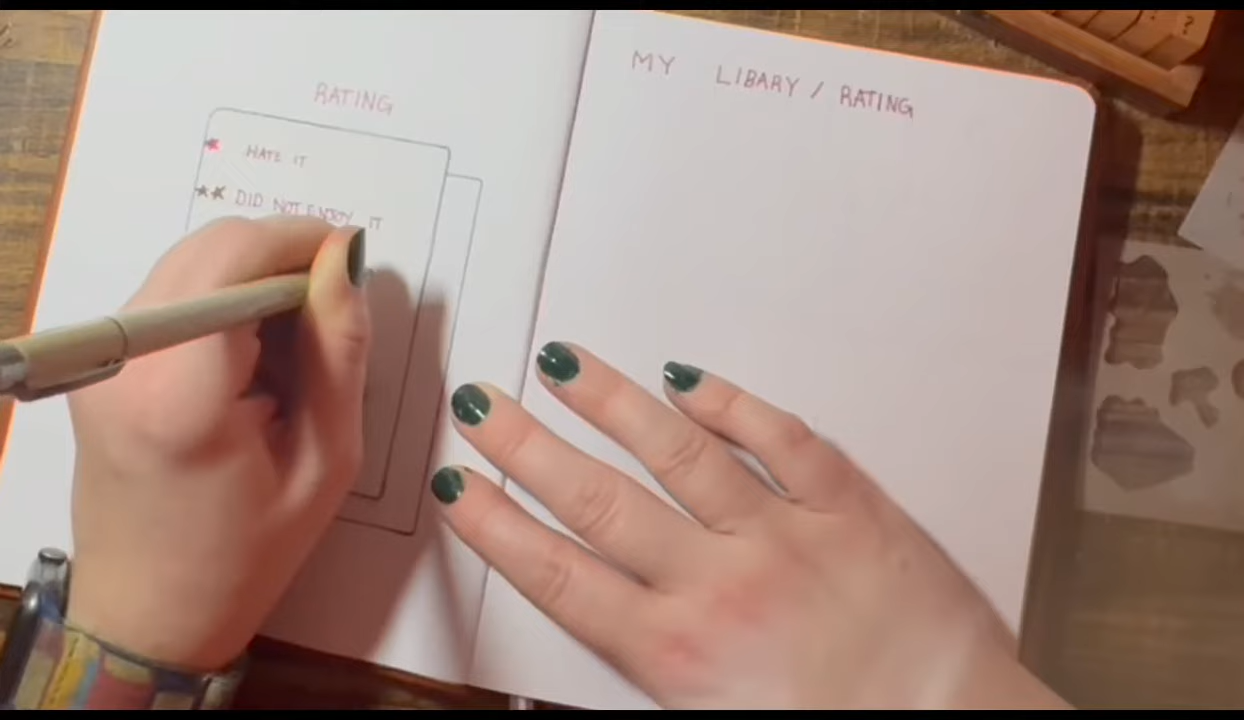 RATING
HATE IT
DID NOT ENJOY IT
MY LIBARY / RATING